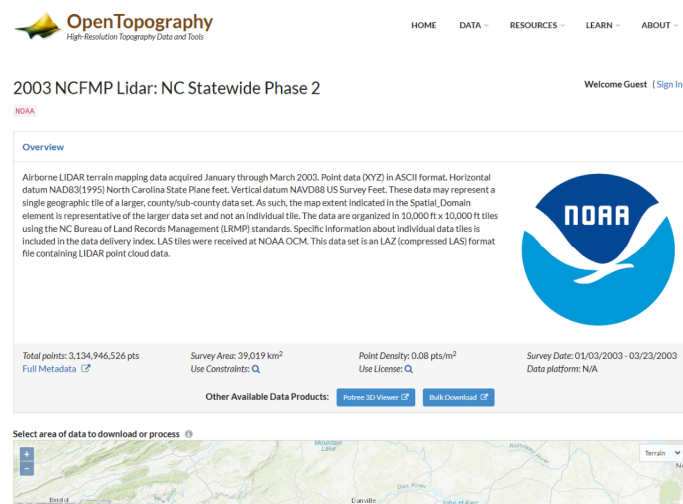 OpenTopography
High-Resolution Topography Data and Tools
HOME DATA RESOURCES LEARN ABOUT
2003 NCFMP Lidar: NC Statewide Phase 2
Welcome Guest ( Sign In
NOAA
Overview
Airborne LIDAR terrain mapping data acquired January through March 2003. Point data (XYZ) in ASCII format. Horizontal
datum NAD83(1995) North Carolina State Plane feet. Vertical datum NAVD88 US Survey Feet. These data may represent a
single geographic tile of a larger, county/sub-county data set. As such, the map extent indicated in the Spatial_Domain
element is representative of the larger data set and not an individual tile. The data are organized in 10,000 ft x 10,000 ft tiles
using the NC Bureau of Land Records Management (LRMP) standards. Specific information about individual data tiles is
included in the data delivery index. LAS tiles were received at NOAA OCM. This data set is an LAZ (compressed LAS) format
file containing LIDAR point cloud data.
NOAA
Total points: 3,134,946,526 pts
Full Metadata
Survey Area: 39,019 km²
Use Constraints:
Point Density: 0.08 pts/m²
Use License:
Survey Date: 01/03/2003 - 03/23/2003
Data platform: N/A
Other Available Data Products: Potree 3D Viewer Bulk Download
Select area of data to download or process
+
−
Mountain
Lake
Nottoway
River
Terrain
Dan River
Bristol
Danville
John H Kerr